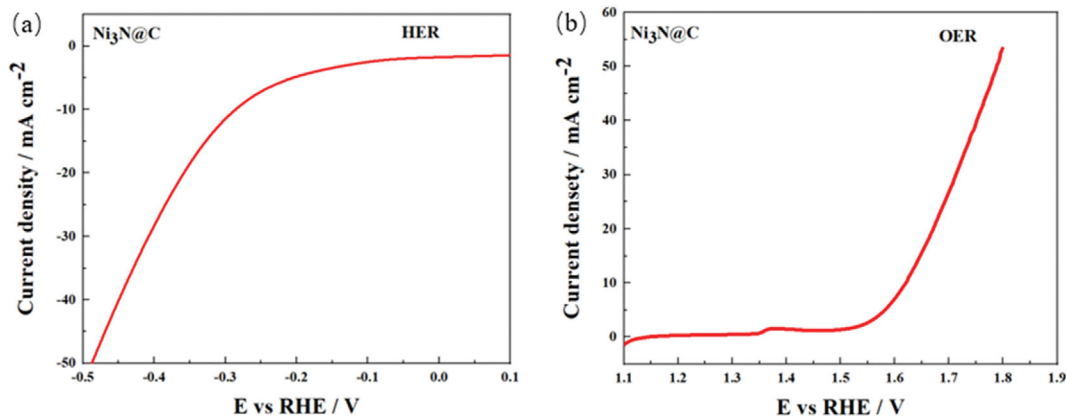 (a)
Ni₃N@C
HER
Current density / mA cm⁻²
0
-10
-20
-30
-40
-50
-0.5 -0.4 -0.3 -0.2 -0.1 0.0 0.1
E vs RHE / V
(b)
Ni₃N@C
OER
Current densety / mA cm⁻²
60
50
40
30
20
10
0
1.1 1.2 1.3 1.4 1.5 1.6 1.7 1.8 1.9
E vs RHE / V